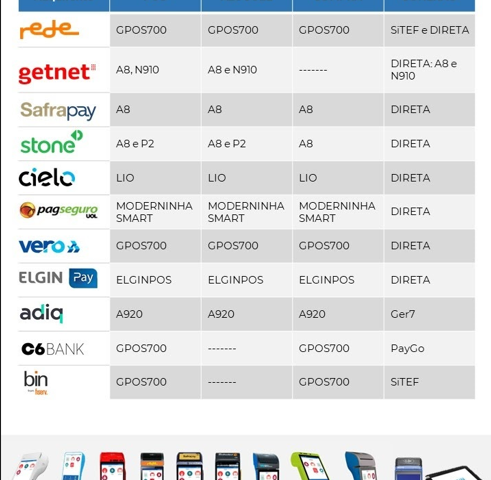 rede GPOS700 GPOS700 GPOS700 SiTEF e DIRETA
getnet A8, N910 A8 e N910 ------- DIRETA: A8 e
N910
Safrapay A8 A8 A8 DIRETA
stone A8 e P2 A8 e P2 A8 DIRETA
cielo LIO LIO LIO DIRETA
pagseguro UOL MODERNINHA MODERNINHA MODERNINHA DIRETA
SMART SMART SMART
vero GPOS700 GPOS700 GPOS700 DIRETA
ELGIN Pay ELGINPOS ELGINPOS ELGINPOS DIRETA
adiq A920 A920 A920 Ger7
C6BANK GPOS700 ------- GPOS700 PayGo
bin GPOS700 ------- GPOS700 SiTEF